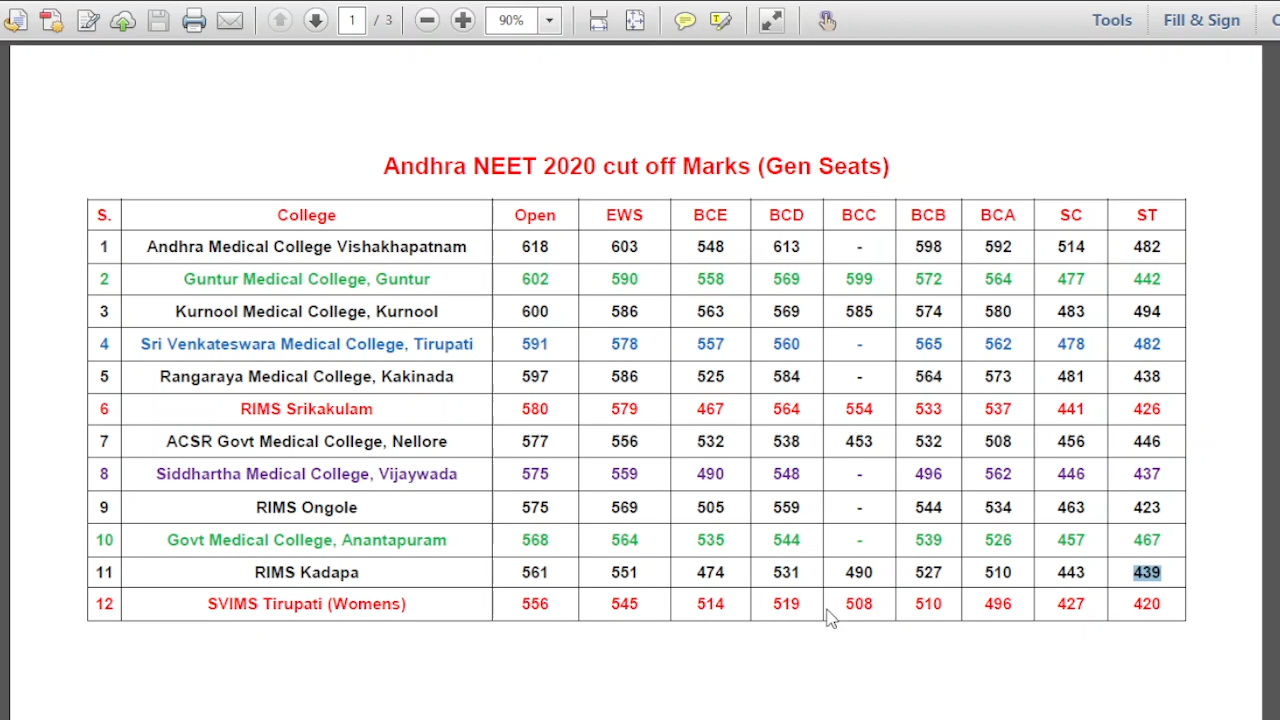 1 / 3 90% Tools Fill & Sign C
Andhra NEET 2020 cut off Marks (Gen Seats)
S. College Open EWS BCE BCD BCC BCB BCA SC ST
1 Andhra Medical College Vishakhapatnam 618 603 548 613 - 598 592 514 482
2 Guntur Medical College, Guntur 602 590 558 569 599 572 564 477 442
3 Kurnool Medical College, Kurnool 600 586 563 569 585 574 580 483 494
4 Sri Venkateswara Medical College, Tirupati 591 578 557 560 - 565 562 478 482
5 Rangaraya Medical College, Kakinada 597 586 525 584 - 564 573 481 438
6 RIMS Srikakulam 580 579 467 564 554 533 537 441 426
7 ACSR Govt Medical College, Nellore 577 556 532 538 453 532 508 456 446
8 Siddhartha Medical College, Vijaywada 575 559 490 548 - 496 562 446 437
9 RIMS Ongole 575 569 505 559 - 544 534 463 423
10 Govt Medical College, Anantapuram 568 564 535 544 - 539 526 457 467
11 RIMS Kadapa 561 551 474 531 490 527 510 443 439
12 SVIMS Tirupati (Womens) 556 545 514 519 508 510 496 427 420